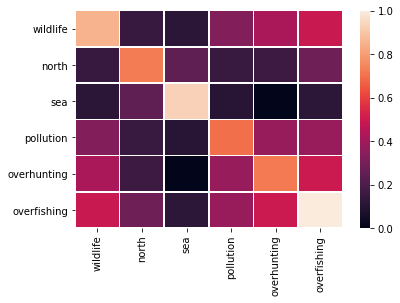 wildlife
north
sea
pollution
overhunting
overfishing
wildlife
north
sea
pollution
overhunting
overfishing
1.0
0.8
0.6
0.4
0.2
0.0